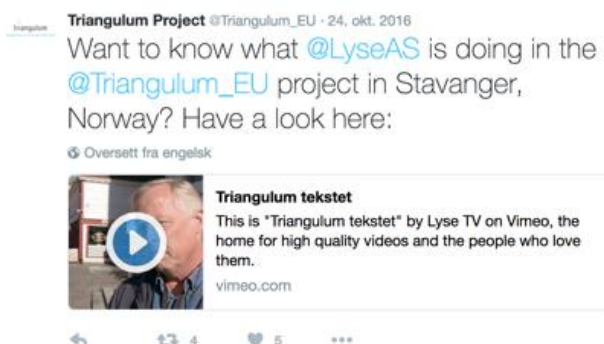 triangulum
Triangulum Project @Triangulum_EU · 24. okt. 2016
Want to know what @LyseAS is doing in the
@Triangulum_EU project in Stavanger,
Norway? Have a look here:
Oversett fra engelsk
Triangulum tekstet
This is "Triangulum tekstet" by Lyse TV on Vimeo, the
home for high quality videos and the people who love
them.
vimeo.com
4 5